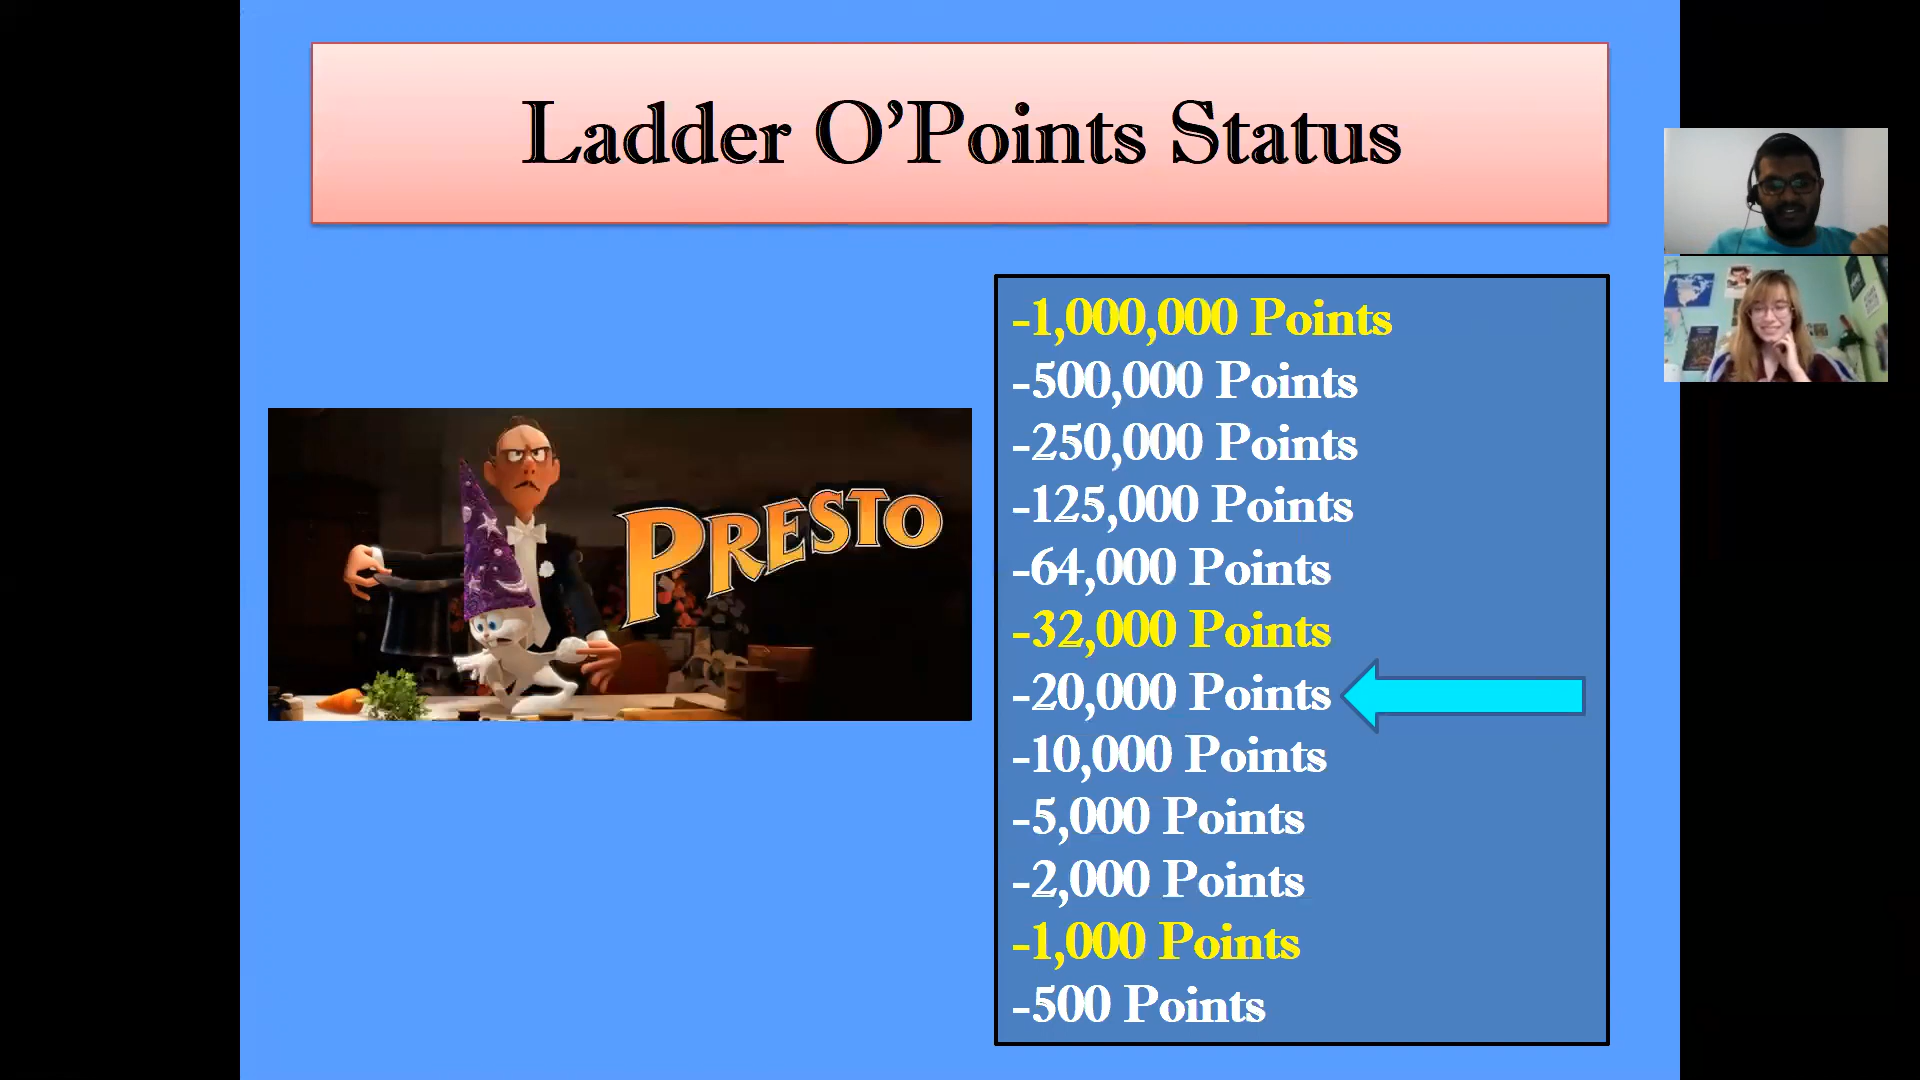 Ladder O'Points Status
PRESTO
-1,000,000 Points
-500,000 Points
-250,000 Points
-125,000 Points
-64,000 Points
-32,000 Points
-20,000 Points
-10,000 Points
-5,000 Points
-2,000 Points
-1,000 Points
-500 Points